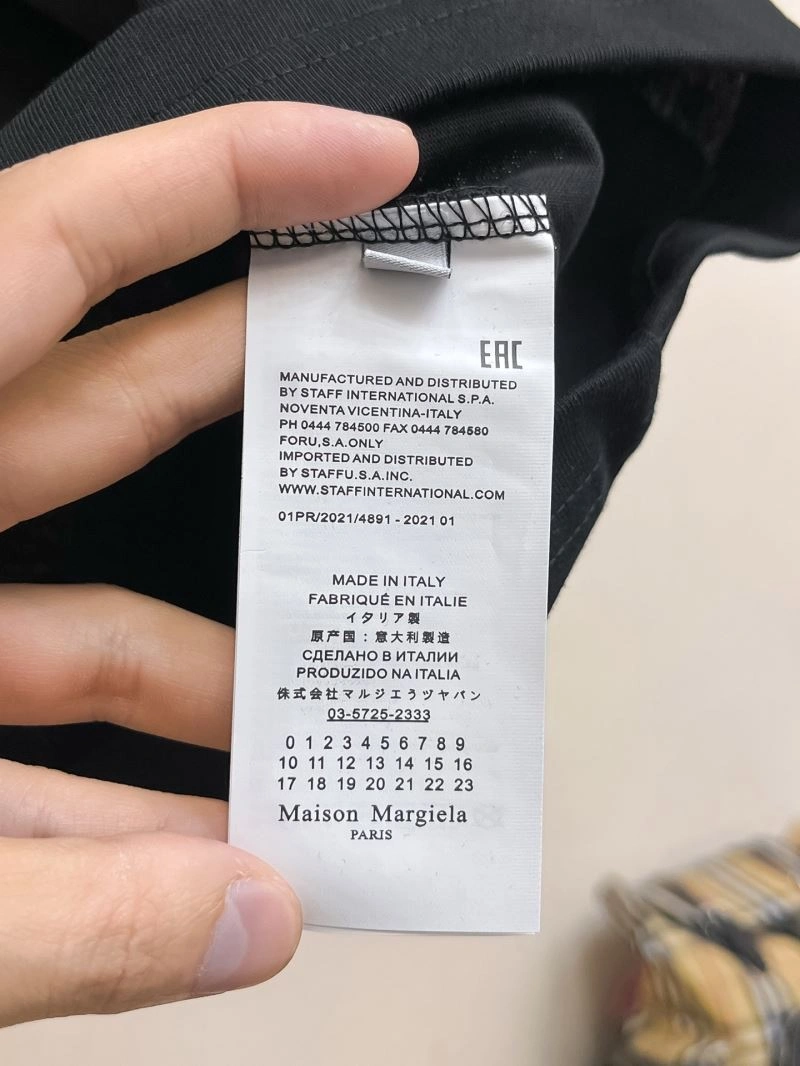 EAC
MANUFACTURED AND DISTRIBUTED
BY STAFF INTERNATIONAL S.P.A.
NOVENTA VICENTINA-ITALY
PH 0444 784500 FAX 0444 784580
FORU,S.A.ONLY
IMPORTED AND DISTRIBUTED
BY STAFFU.S.A.INC.
WWW.STAFFINTERNATIONAL.COM
01PR/2021/4891 - 2021 01
MADE IN ITALY
FABRIQUÉ EN ITALIE
イタリア製
原产国：意大利製造
СДЕЛАНО В ИТАЛИИ
PRODUZIDO NA ITALIA
侏式会社マルジエうヅヤパン
03-5725-2333
0 1 2 3 4 5 6 7 8 9
10 11 12 13 14 15 16
17 18 19 20 21 22 23
Maison Margiela
PARIS